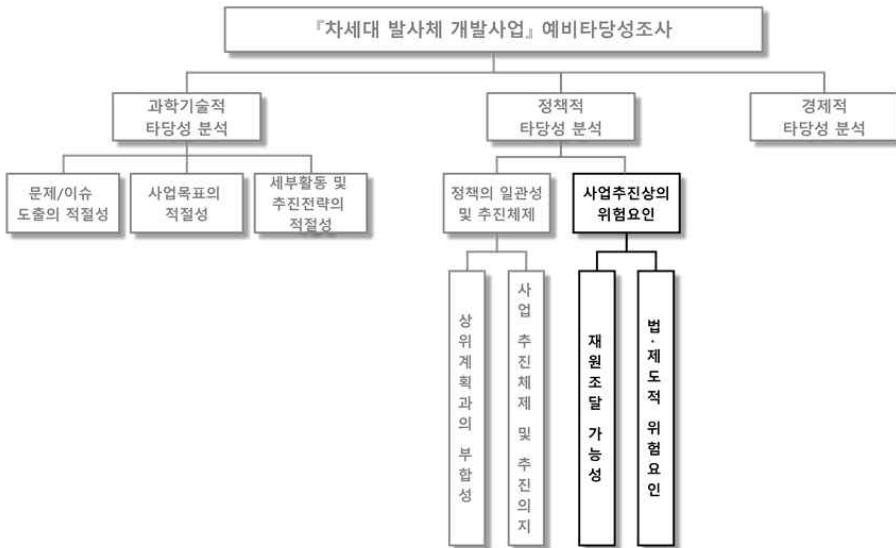 『차세대 발사체 개발사업』 예비타당성조사
과학기술적
타당성 분석
정책적
타당성 분석
경제적
타당성 분석
문제/이슈
도출의 적절성
사업목표의
적절성
세부활동 및
추진전략의
적절성
정책의 일관성
및 추진체제
사업추진상의
위험요인
상위계획과의 부합성
사업 추진체제 및 추진의지
재원조달 가능성
법·제도적 위험요인